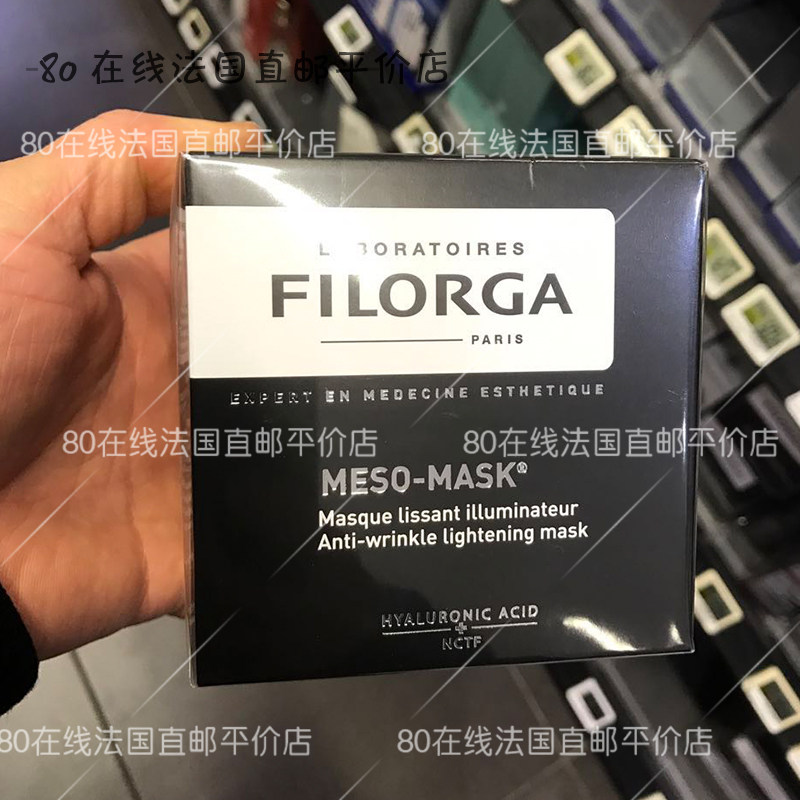 -80 在线法国直邮平价店
80在线法国直邮平价店
80在线法国直邮平价店
LABORATOIRES
FILORGA
PARIS
EXPERT EN MEDECINE ESTHETIQUE
80在线法国直邮平价店
80在线法国直邮平价店
MESO-MASK®
Masque lissant illuminateur
Anti-wrinkle lightening mask
HYALURONIC ACID
+
NCTF
80在线法国直邮平价店
80在线法国直邮平价店